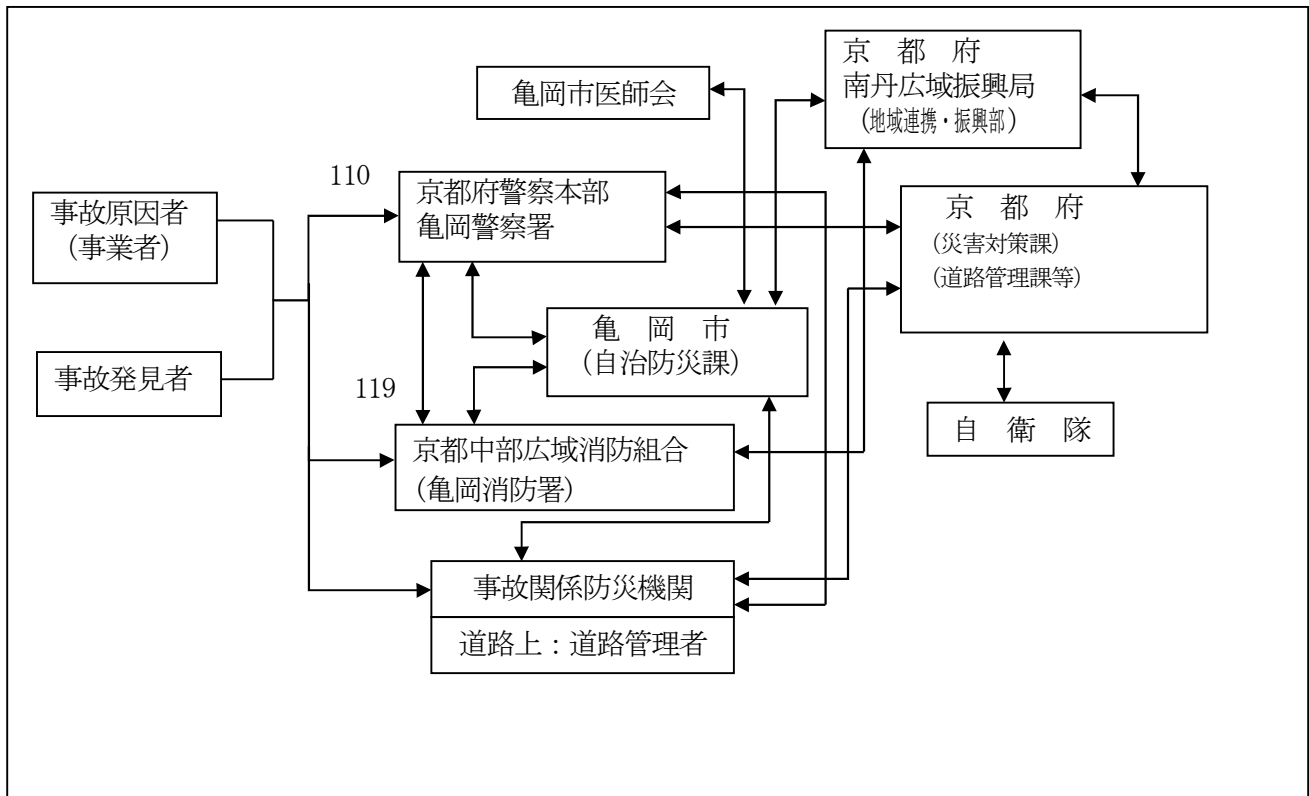 京　都　府
南丹広域振興局
（地域連携・振興部）
亀岡市医師会
110
京都府警察本部
亀岡警察署
事故原因者
（事業者）
京　都　府
（災害対策課）
（道路管理課等）
亀　岡　市
（自治防災課）
事故発見者
119
自　衛　隊
京都中部広域消防組合
（亀岡消防署）
事故関係防災機関
道路上：道路管理者